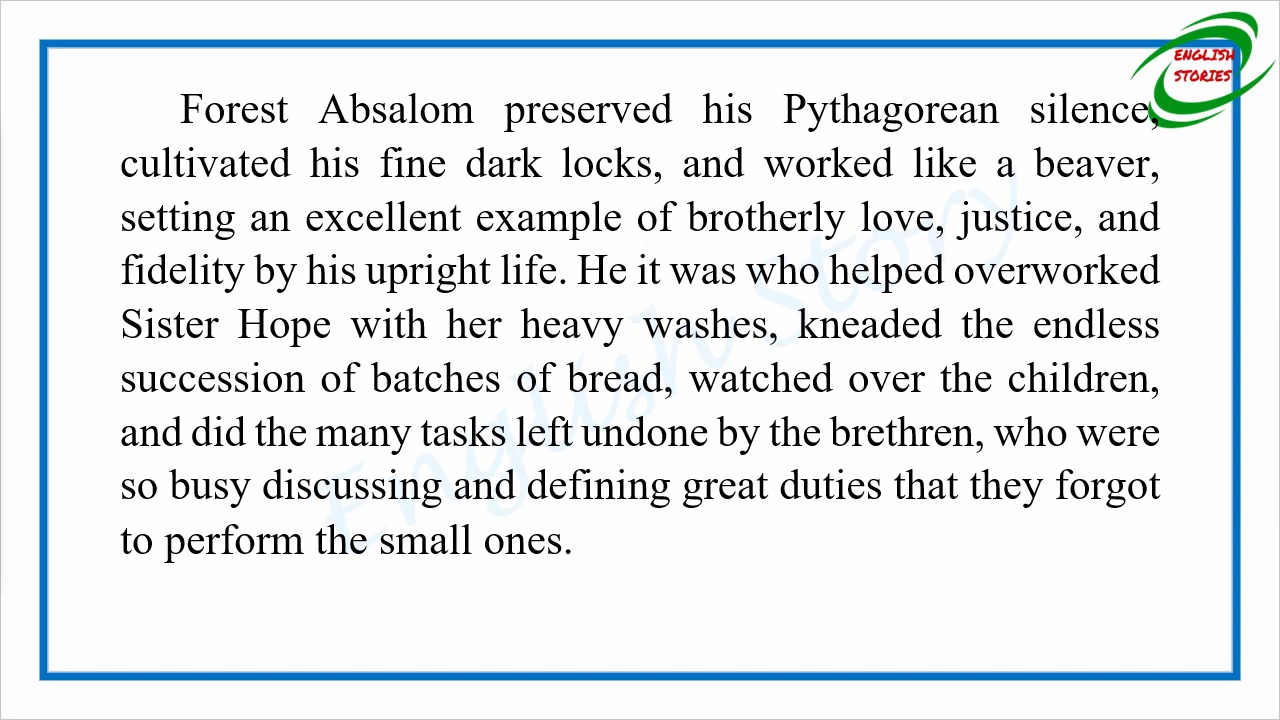 ENGLISH
STORIES
Forest Absalom preserved his Pythagorean silence,
cultivated his fine dark locks, and worked like a beaver,
setting an excellent example of brotherly love, justice, and
fidelity by his upright life. He it was who helped overworked
Sister Hope with her heavy washes, kneaded the endless
succession of batches of bread, watched over the children,
and did the many tasks left undone by the brethren, who were
so busy discussing and defining great duties that they forgot
to perform the small ones.
English Story